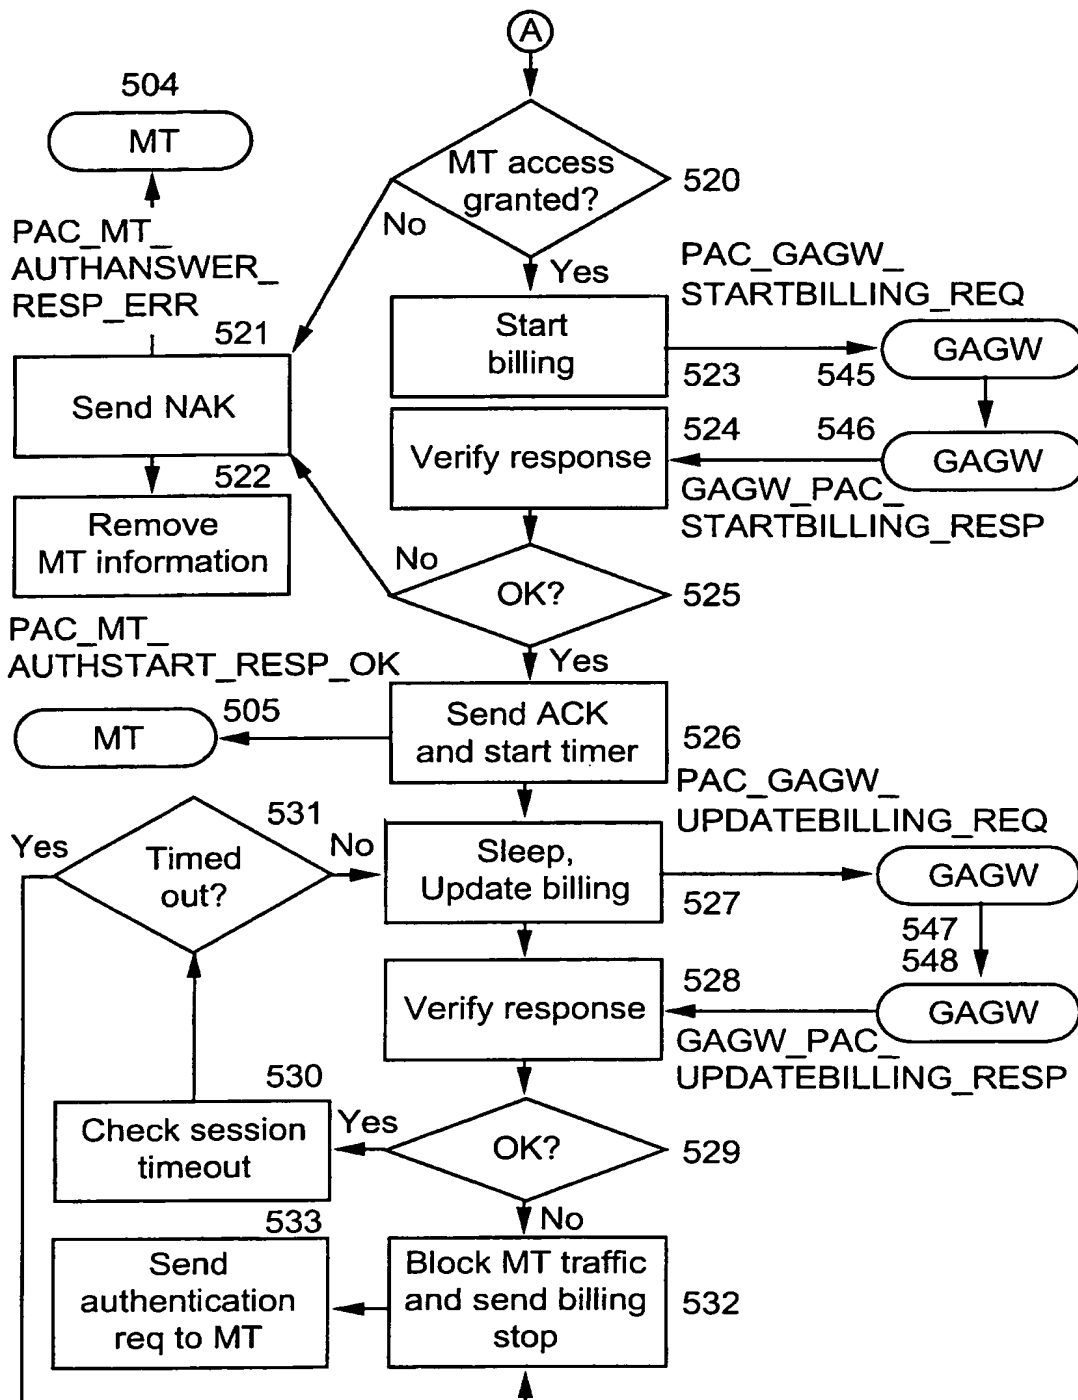 A
504
MT
MT access
granted?
520
No
PAC_MT_
AUTHANSWER_
RESP_ERR
Yes
PAC_GAGW_
STARTBILLING_REQ
521
Start
billing
GAGW
523
545
Send NAK
524
546
Verify response
GAGW
522
GAGW_PAC_
STARTBILLING_RESP
Remove
MT information
No
OK?
525
PAC_MT_
AUTHSTART_RESP_OK
Yes
505
MT
Send ACK
and start timer
526
PAC_GAGW_
UPDATEBILLING_REQ
531
Yes
Timed
out?
No
Sleep,
Update billing
GAGW
527
547
548
528
Verify response
GAGW
GAGW_PAC_
UPDATEBILLING_RESP
530
Check session
timeout
Yes
OK?
529
No
533
Send
authentication
req to MT
Block MT traffic
and send billing
stop
532